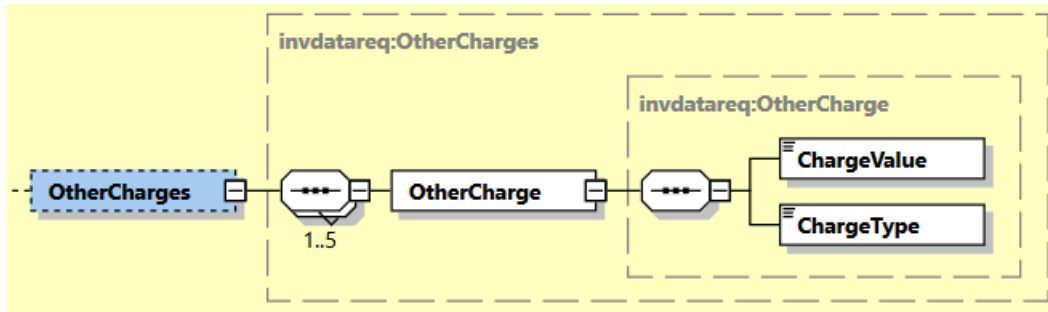 invdatareq:OtherCharges
invdatareq:OtherCharge
OtherCharges
1..5
OtherCharge
ChargeValue
ChargeType